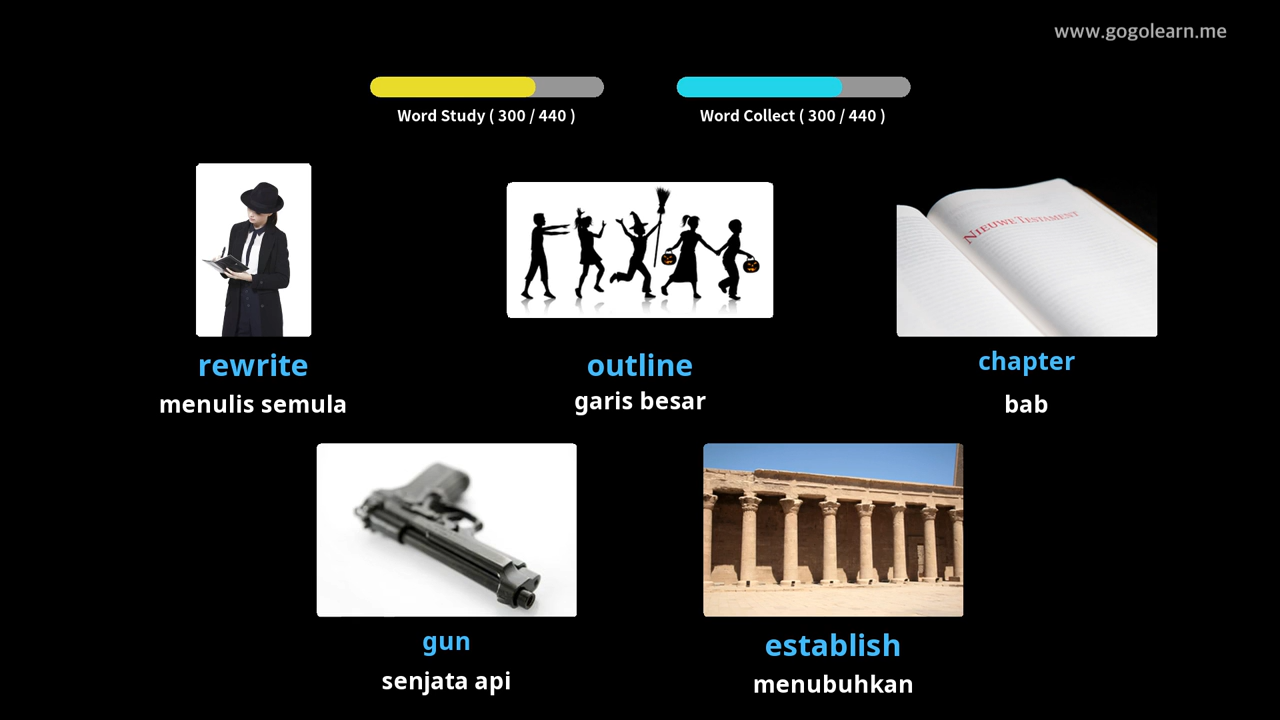 www.gogolearn.me
Word Study ( 300 / 440 )
Word Collect ( 300 / 440 )
NIEUWE TESTAMENT
rewrite
outline
chapter
menulis semula
garis besar
bab
gun
establish
senjata api
menubuhkan